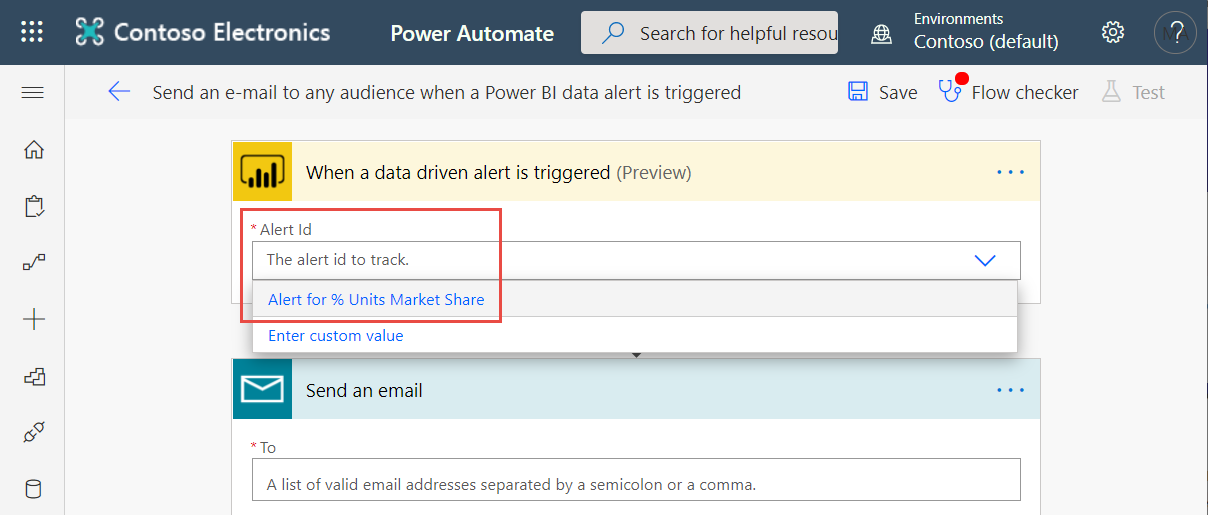 Contoso Electronics
Power Automate
Search for helpful resou
Environments
Contoso (default)
?
Send an e-mail to any audience when a Power BI data alert is triggered
Save
Flow checker
Test
When a data driven alert is triggered (Preview)
* Alert Id
The alert id to track.
Alert for % Units Market Share
Enter custom value
Send an email
* To
A list of valid email addresses separated by a semicolon or a comma.